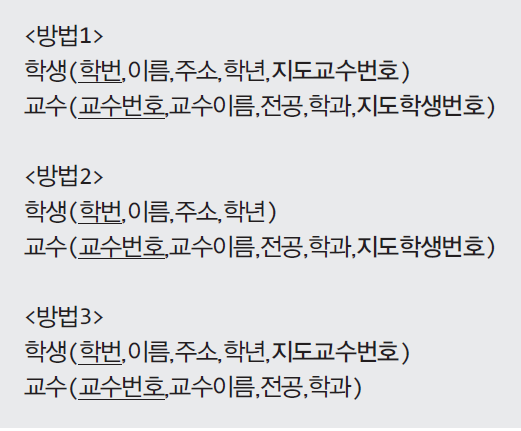 <방법1>
학생(학번,이름,주소,학년,지도교수번호)
교수(교수번호,교수이름,전공,학과,지도학생번호)
<방법2>
학생(학번,이름,주소,학년)
교수(교수번호,교수이름,전공,학과,지도학생번호)
<방법3>
학생(학번,이름,주소,학년,지도교수번호)
교수(교수번호,교수이름,전공,학과)